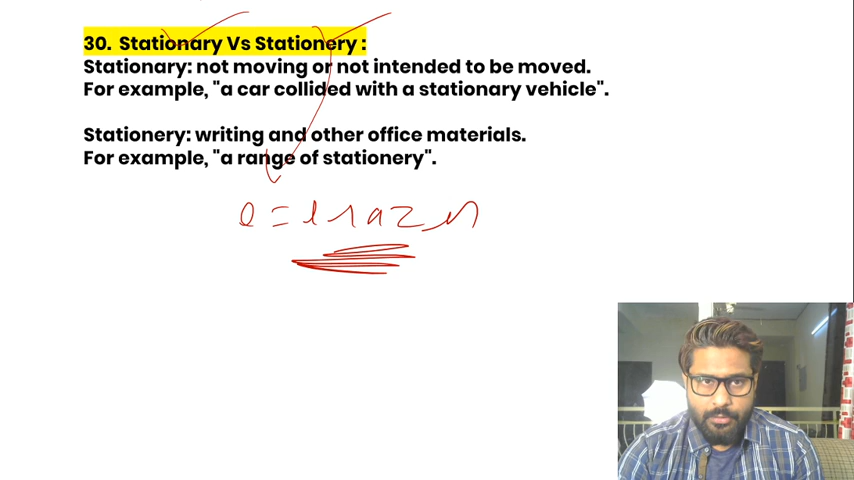 30. Stationary Vs Stationery :
Stationary: not moving or not intended to be moved.
For example, "a car collided with a stationary vehicle".
Stationery: writing and other office materials.
For example, "a range of stationery".
e = erazer